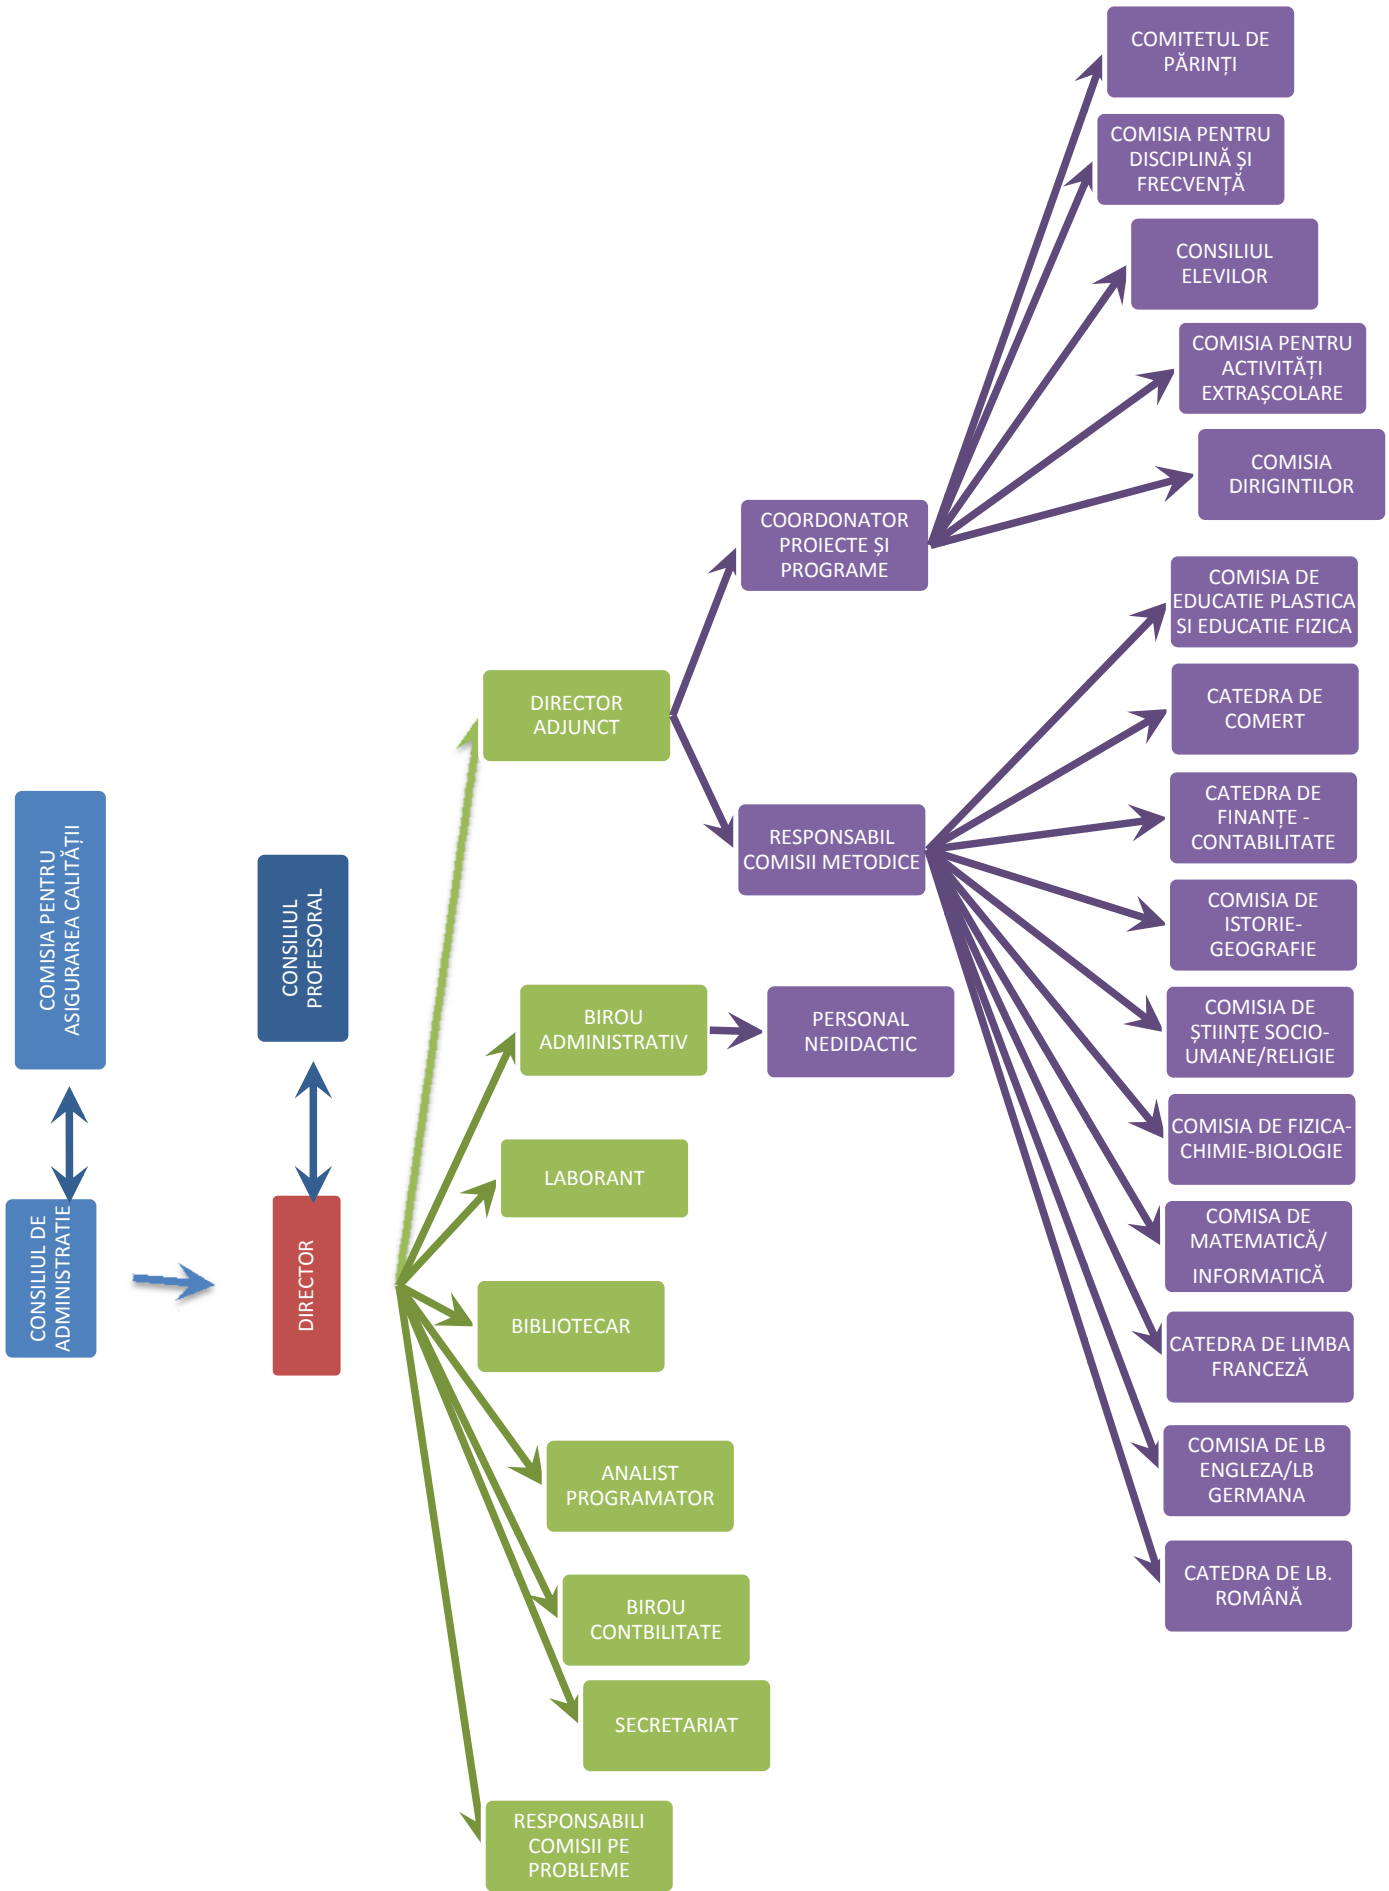 COMISIA PENTRU
ASIGURAREA CALITĂȚII
CONSILIUL DE
ADMINISTRATIE
CONSILIUL
PROFESORAL
DIRECTOR
DIRECTOR
ADJUNCT
BIROU
ADMINISTRATIV
LABORANT
BIBLIOTECAR
ANALIST
PROGRAMATOR
BIROU
CONTBILITATE
SECRETARIAT
RESPONSABILI
COMISII PE
PROBLEME
COORDONATOR
PROIECTE ȘI
PROGRAME
RESPONSABIL
COMISII METODICE
PERSONAL
NEDIDACTIC
COMITETUL DE
PĂRINȚI
COMISIA PENTRU
DISCIPLINĂ ȘI
FRECVENȚĂ
CONSILIUL
ELEVILOR
COMISIA PENTRU
ACTIVITĂȚI
EXTRAȘCOLARE
COMISIA
DIRIGINTILOR
COMISIA DE
EDUCATIE PLASTICA
SI EDUCATIE FIZICA
CATEDRA DE
COMERT
CATEDRA DE
FINANȚE -
CONTABILITATE
COMISIA DE
ISTORIE-
GEOGRAFIE
COMISIA DE
ȘTIINȚE SOCIO-
UMANE/RELIGIE
COMISIA DE FIZICA-
CHIMIE-BIOLOGIE
COMISA DE
MATEMATICĂ/
INFORMATICĂ
CATEDRA DE LIMBA
FRANCEZĂ
COMISIA DE LB
ENGLEZA/LB
GERMANA
CATEDRA DE LB.
ROMÂNĂ